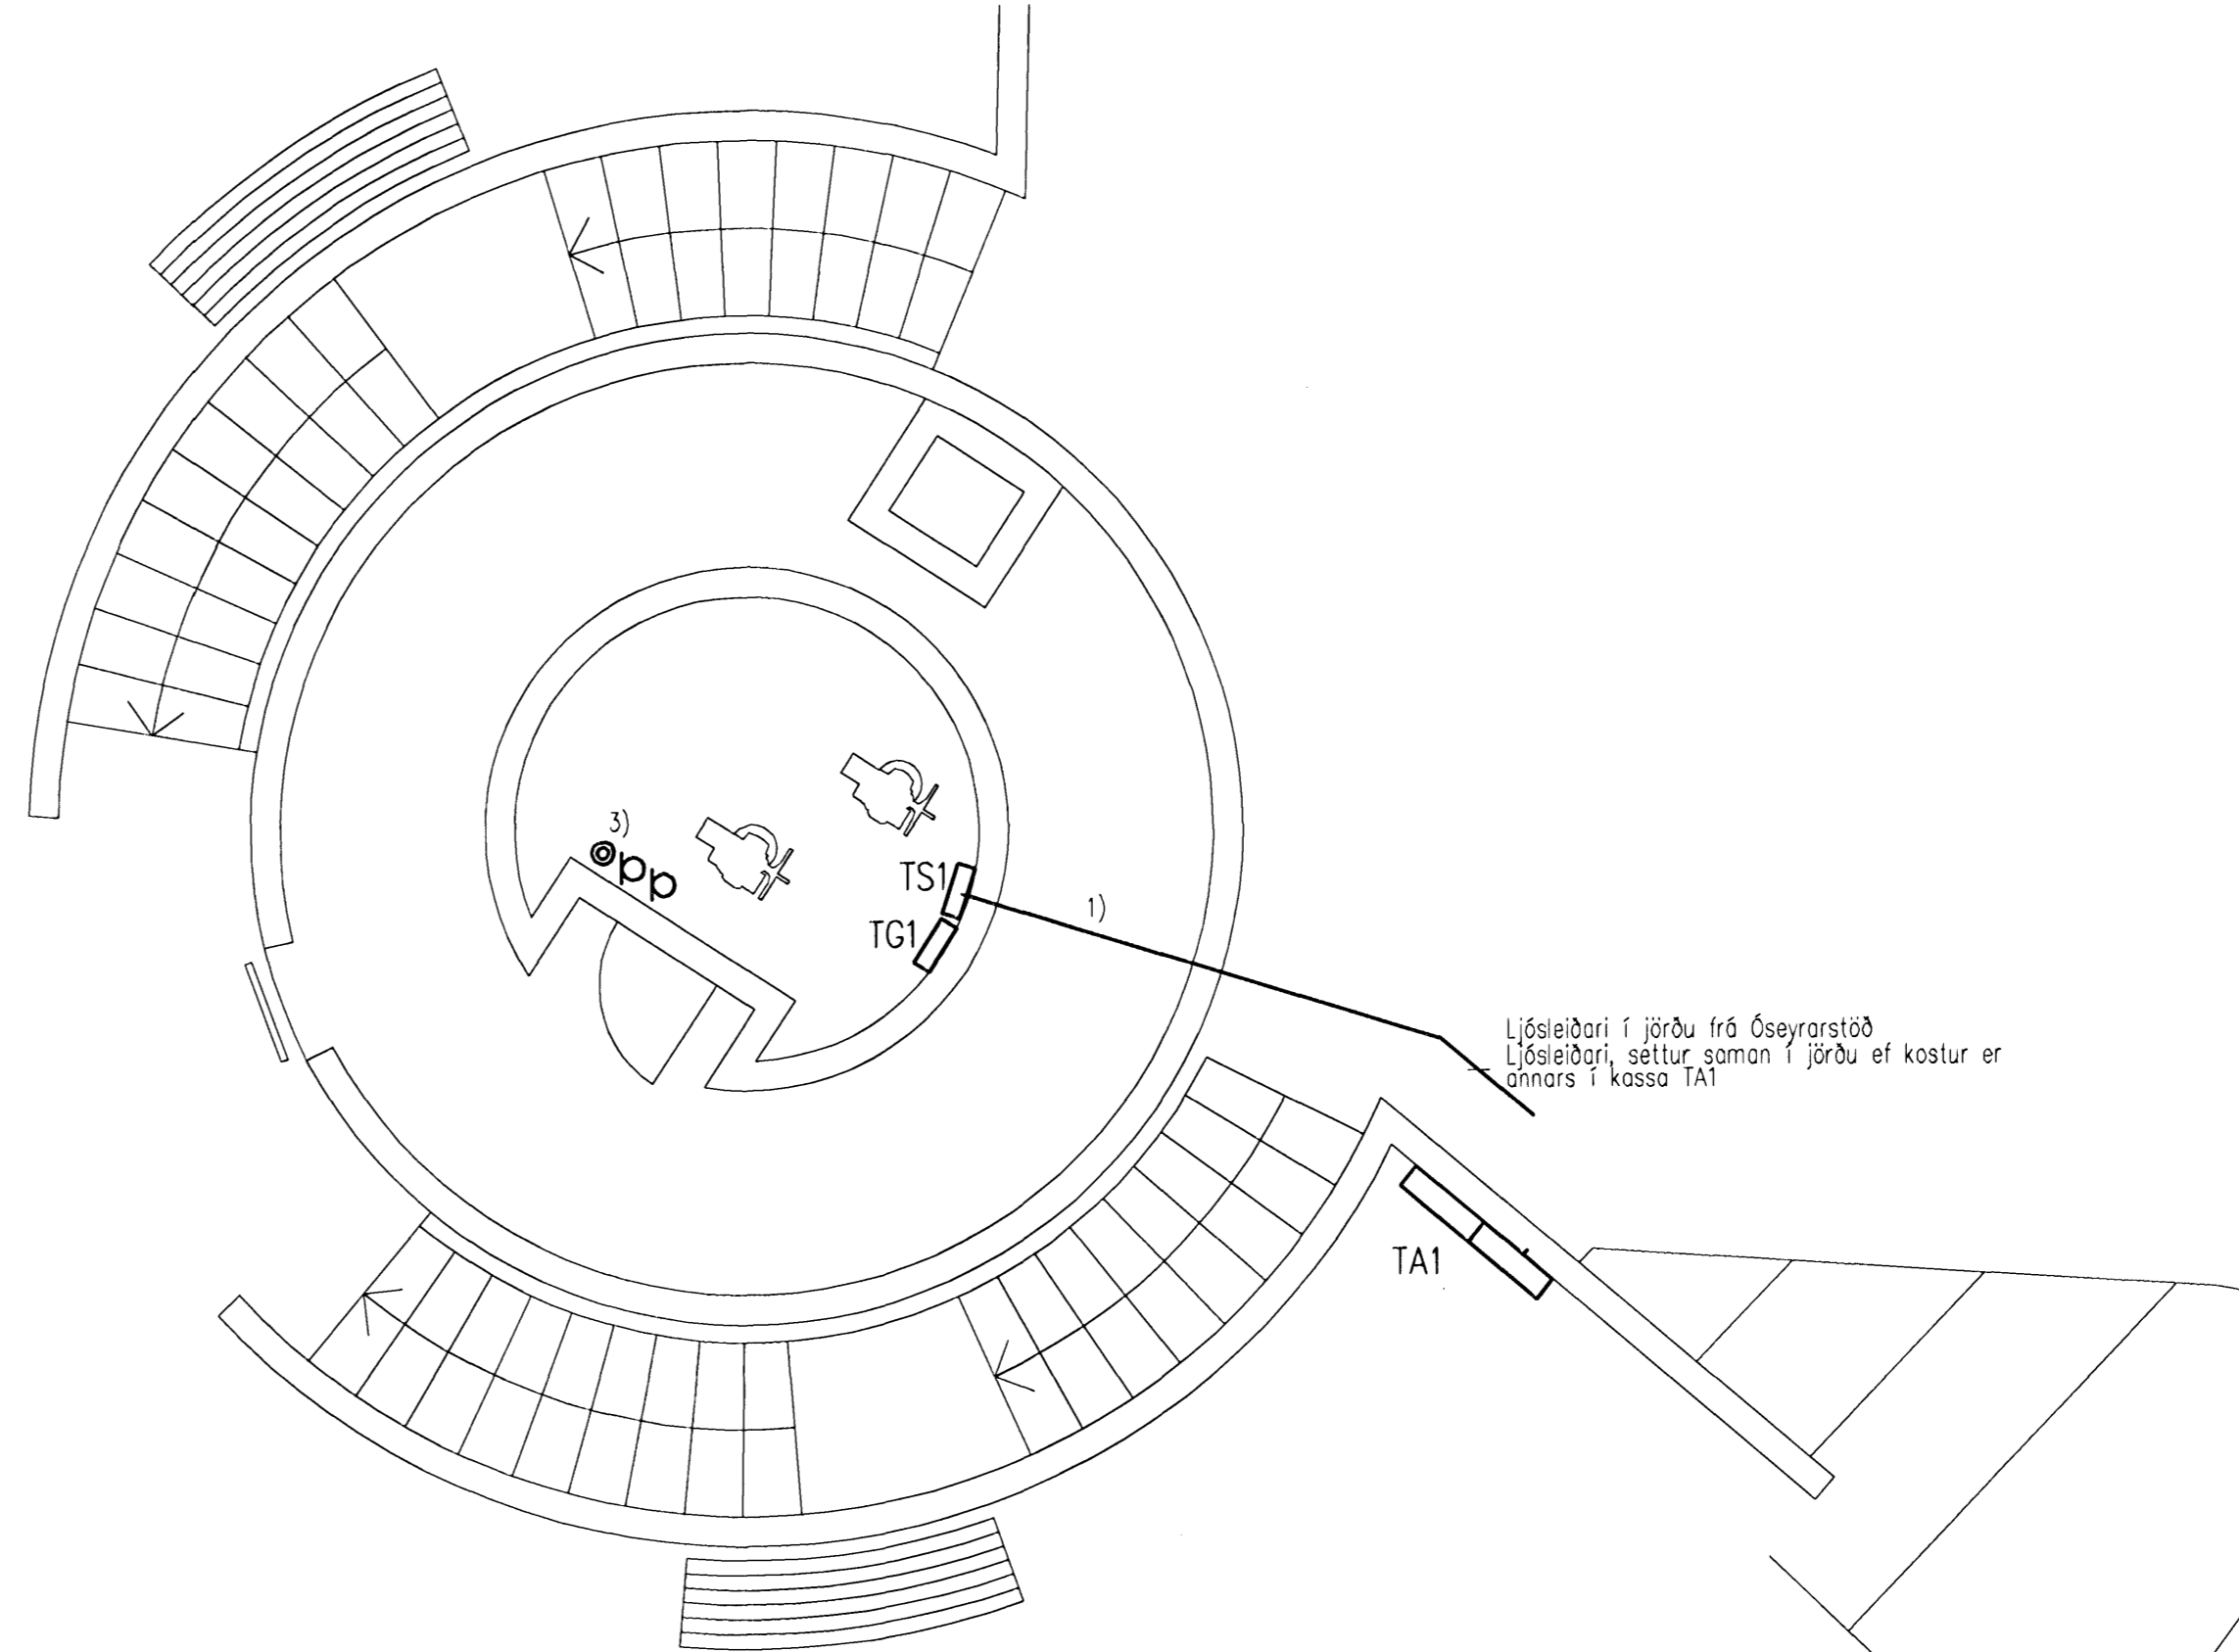 3)
TS1
1)
TG1
Ljósleiðari í jörðu frá Óseyrarstöð
Ljósleiðari, settur saman í jörðu ef kostur er
annars í kassa TA1
TA1